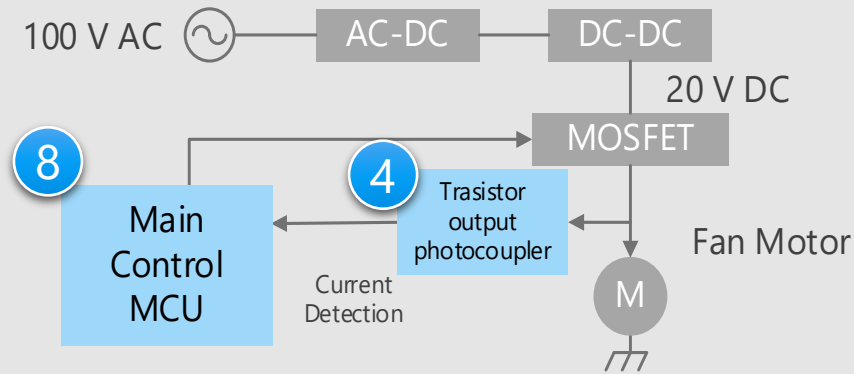 100 V AC
AC-DC
DC-DC
20 V DC
MOSFET
8
4
Trasistor
output
photocoupler
Main
Control
MCU
Current
Detection
Fan Motor
M